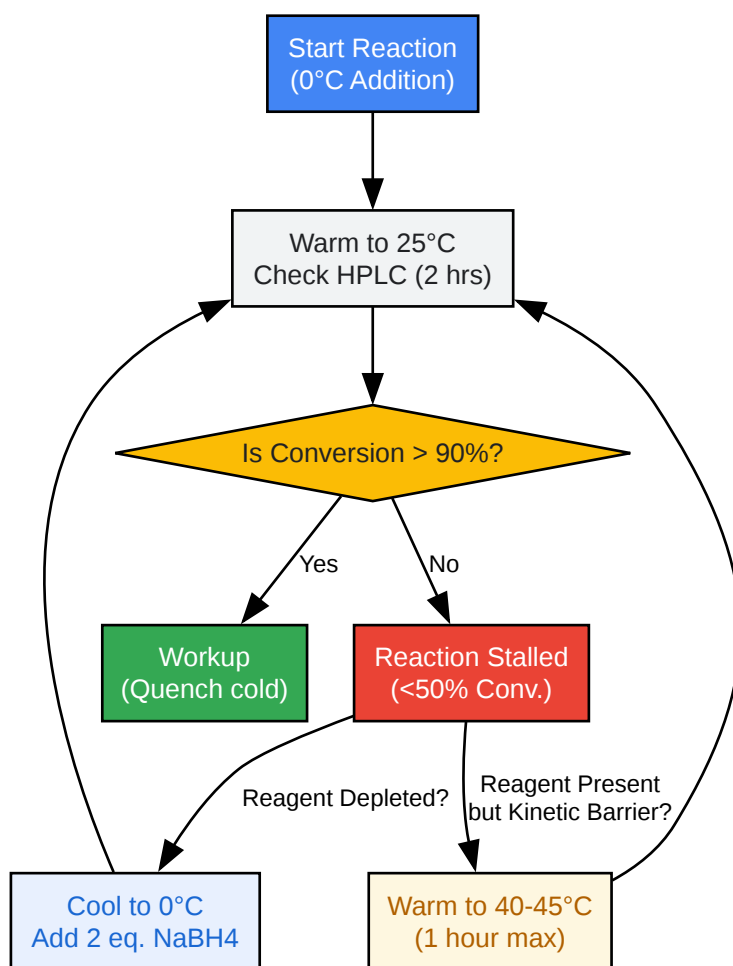 Start Reaction
(0°C Addition)
Warm to 25°C
Check HPLC (2 hrs)
Is Conversion > 90%?
Yes
No
Workup
(Quench cold)
Reaction Stalled
(<50% Conv.)
Reagent Depleted?
Reagent Present
but Kinetic Barrier?
Cool to 0°C
Add 2 eq. NaBH4
Warm to 40-45°C
(1 hour max)